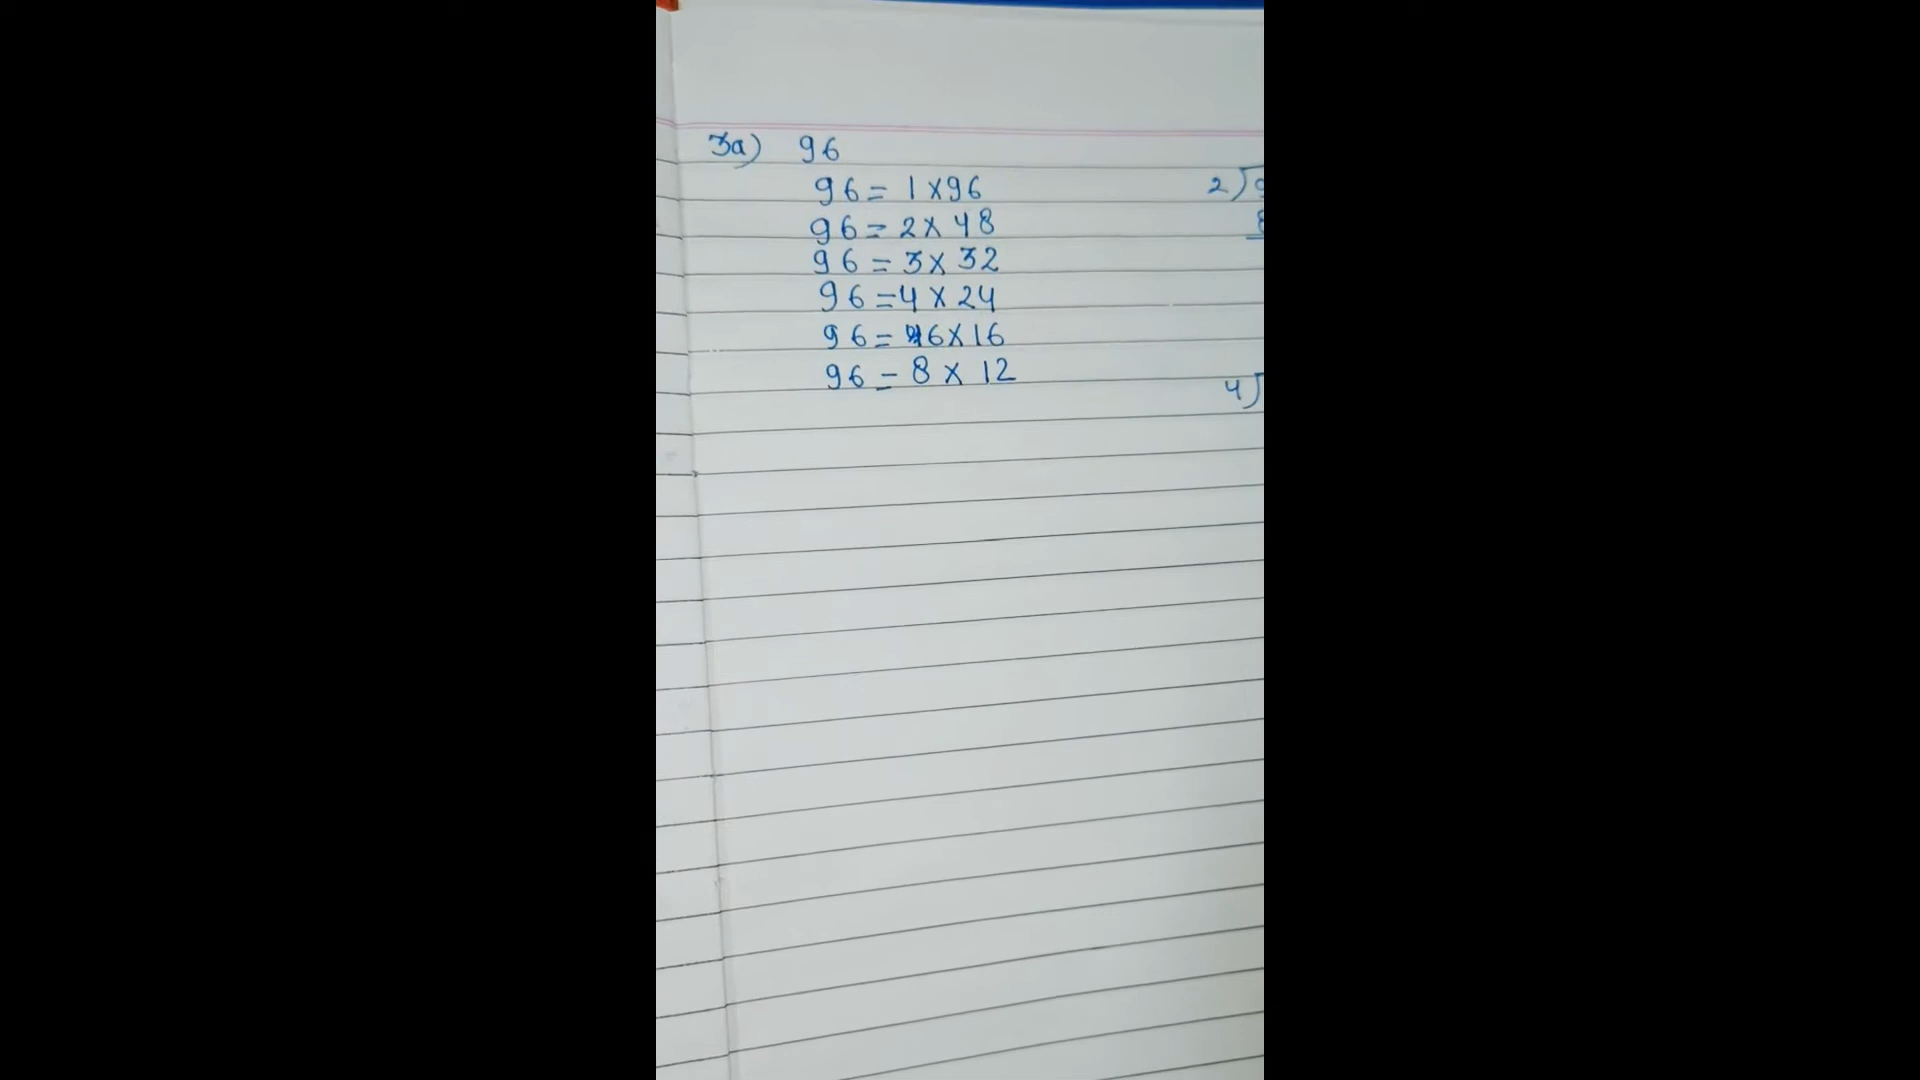 3a) 96
96 = 1 x 96
2)
96 = 2 x 48
96 = 3 x 32
96 = 4 x 24
96 = 6 x 16
96 = 8 x 12
4)